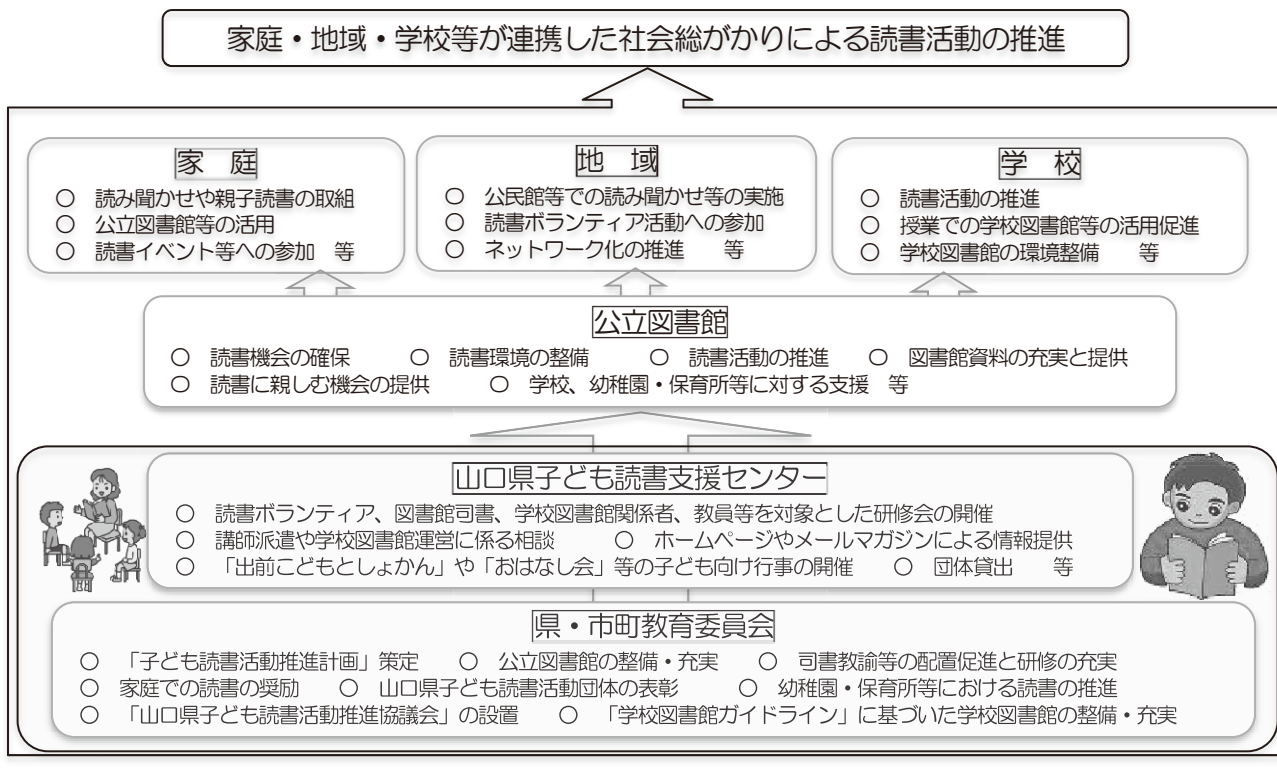 家庭・地域・学校等が連携した社会総がかりによる読書活動の推進
家 庭
○ 読み聞かせや親子読書の取組
○ 公立図書館等の活用
○ 読書イベント等への参加 等
地 域
○ 公民館等での読み聞かせ等の実施
○ 読書ボランティア活動への参加
○ ネットワーク化の推進 等
学 校
○ 読書活動の推進
○ 授業での学校図書館等の活用促進
○ 学校図書館の環境整備 等
公立図書館
○ 読書機会の確保 ○ 読書環境の整備 ○ 読書活動の推進 ○ 図書館資料の充実と提供
○ 読書に親しむ機会の提供 ○ 学校、幼稚園・保育所等に対する支援 等
山口県子ども読書支援センター
○ 読書ボランティア、図書館司書、学校図書館関係者、教員等を対象とした研修会の開催
○ 講師派遣や学校図書館運営に係る相談 ○ ホームページやメールマガジンによる情報提供
○ 「出前こどもとしょかん」や「おはなし会」等の子ども向け行事の開催 ○ 団体貸出 等
県・市町教育委員会
○ 「子ども読書活動推進計画」策定 ○ 公立図書館の整備・充実 ○ 司書教諭等の配置促進と研修の充実
○ 家庭での読書の奨励 ○ 山口県子ども読書活動団体の表彰 ○ 幼稚園・保育所等における読書の推進
○ 「山口県子ども読書活動推進協議会」の設置 ○ 「学校図書館ガイドライン」に基づいた学校図書館の整備・充実